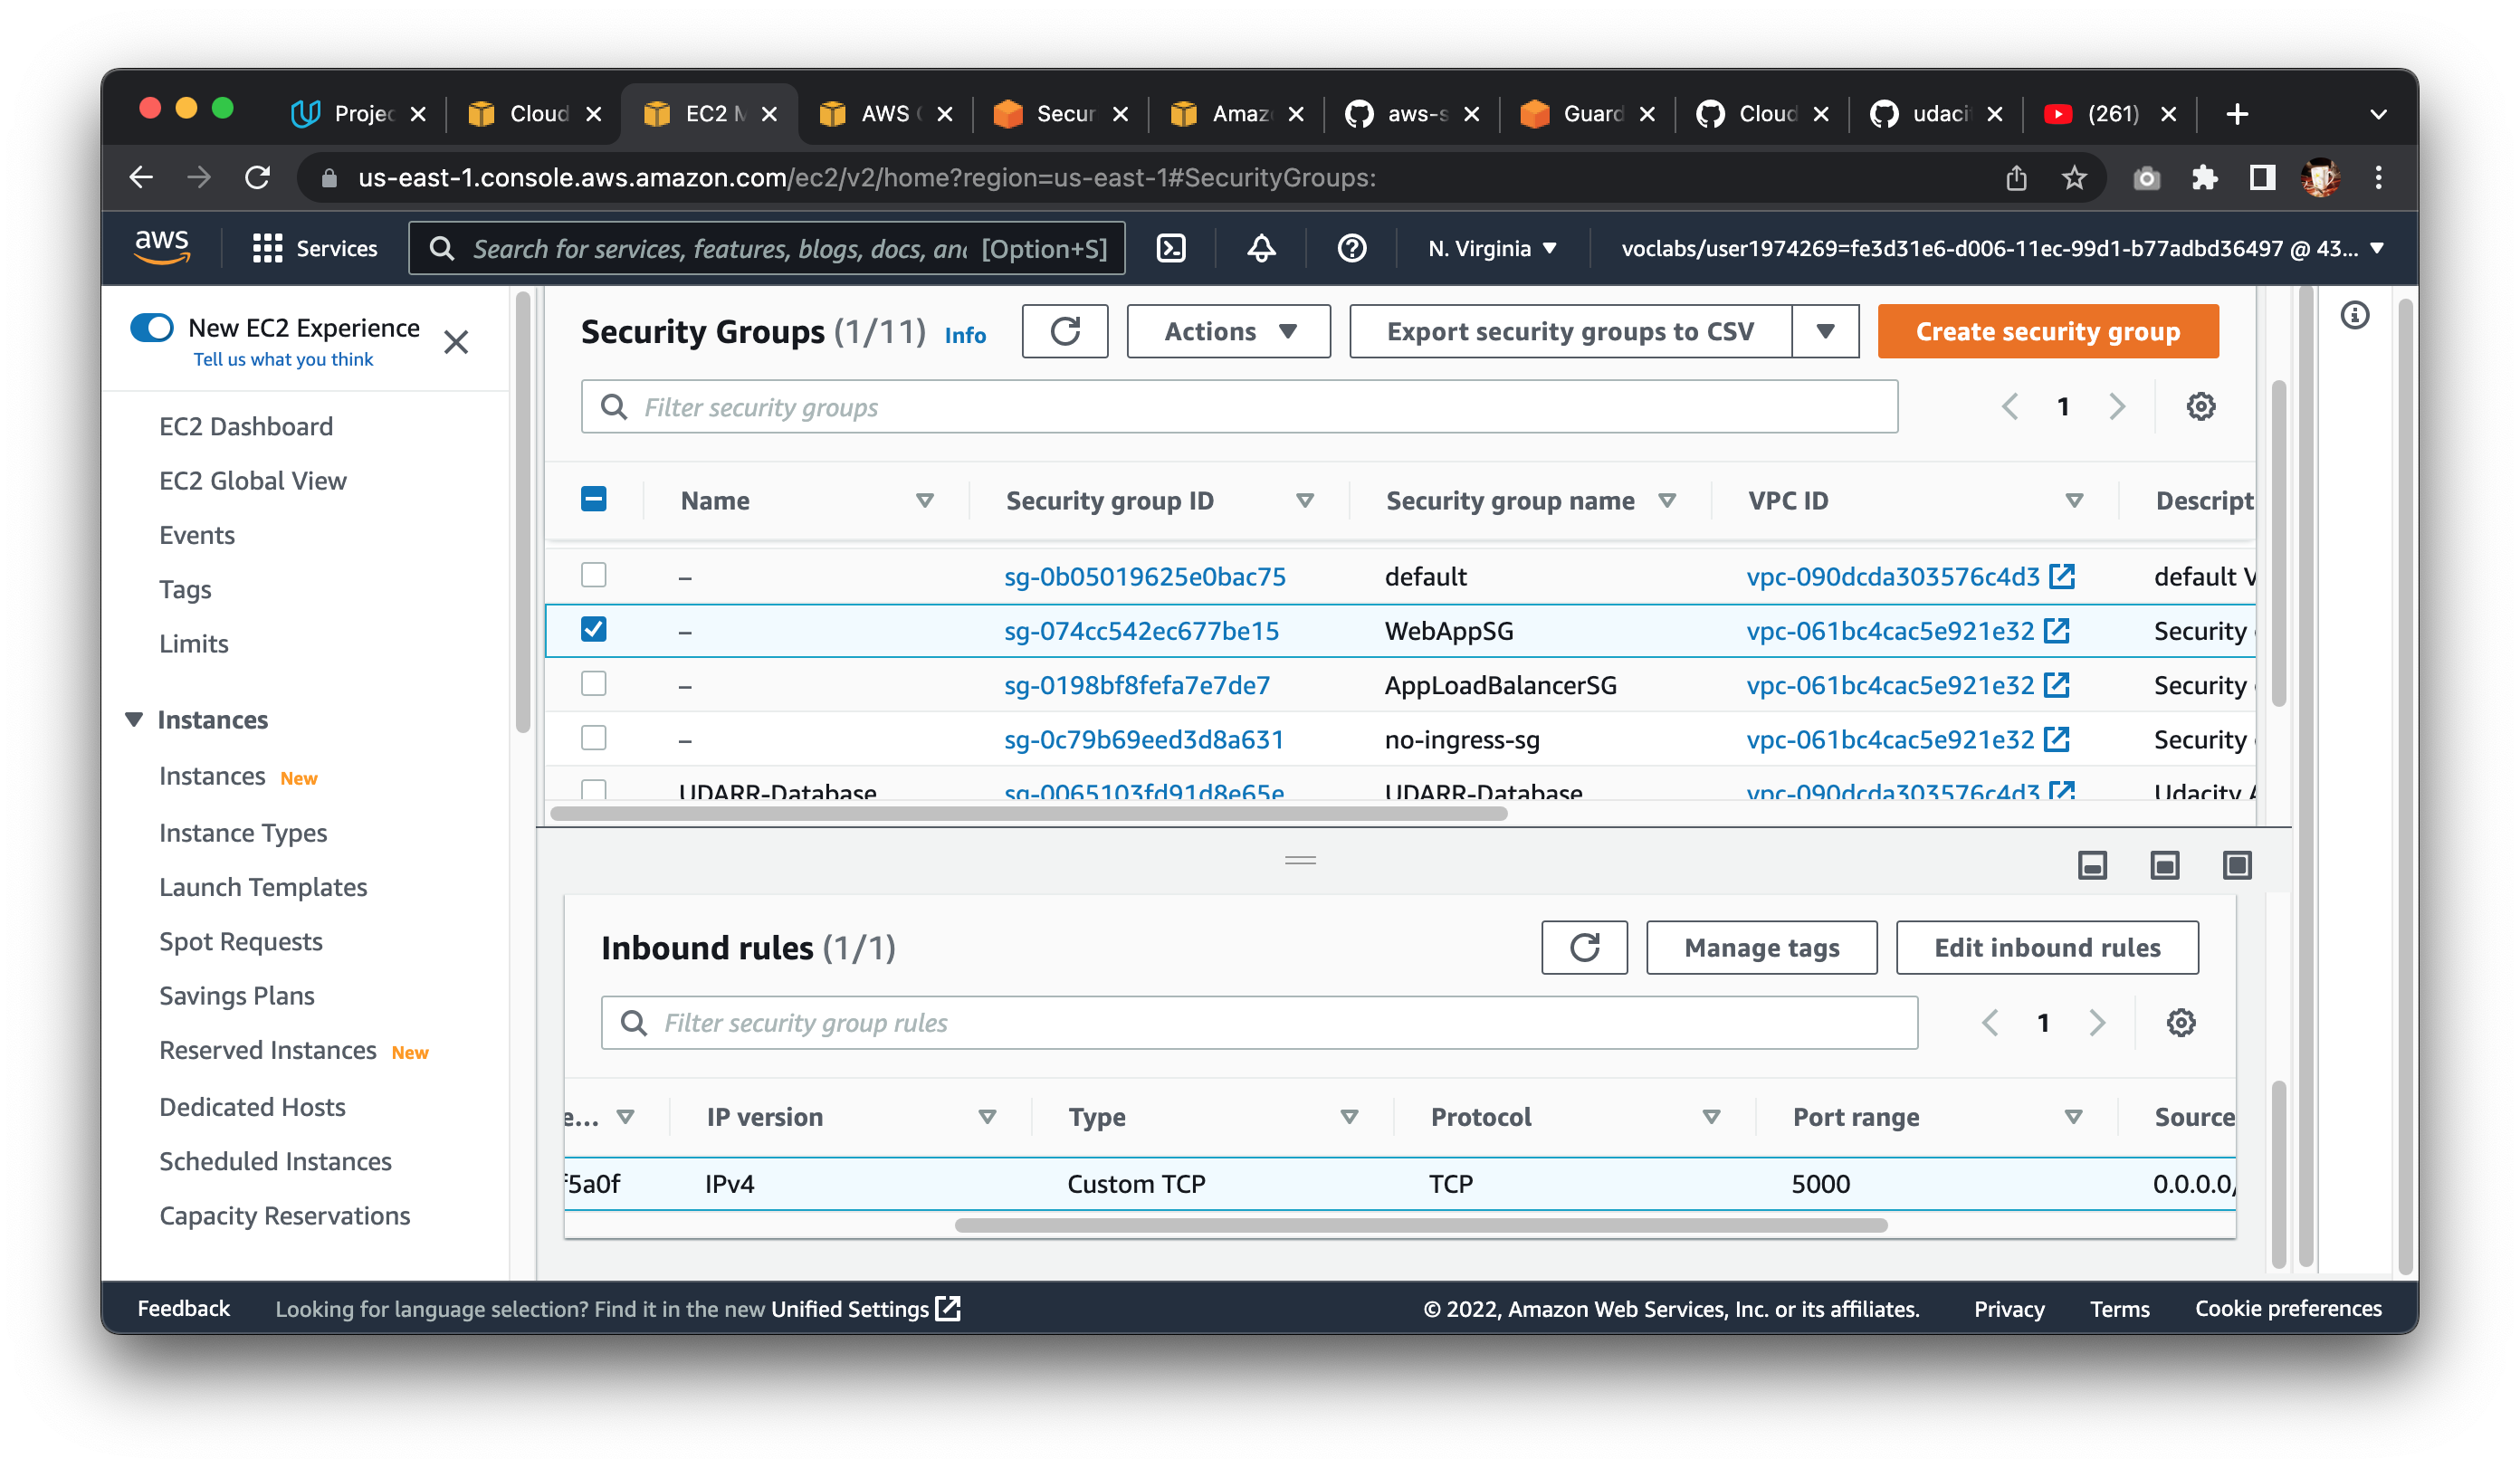 Projec Cloud EC2 M AWS Secur Amaz aws-s Guard Cloud udaci (261)
us-east-1.console.aws.amazon.com/ec2/v2/home?region=us-east-1#SecurityGroups:
aws Services Search for services, features, blogs, docs, and [Option+S] N. Virginia voclabs/user1974269=fe3d31e6-d006-11ec-99d1-b77adbd36497 @ 43...
New EC2 Experience
Tell us what you think
EC2 Dashboard
EC2 Global View
Events
Tags
Limits
Instances
Instances New
Instance Types
Launch Templates
Spot Requests
Savings Plans
Reserved Instances New
Dedicated Hosts
Scheduled Instances
Capacity Reservations
Security Groups (1/11) Info Actions Export security groups to CSV Create security group
Filter security groups 1
Name Security group ID Security group name VPC ID Descript
– sg-0b05019625e0bac75 default vpc-090dcda303576c4d3 default V
– sg-074cc542ec677be15 WebAppSG vpc-061bc4cac5e921e32 Security
– sg-0198bf8fefa7e7de7 AppLoadBalancerSG vpc-061bc4cac5e921e32 Security
– sg-0c79b69eed3d8a631 no-ingress-sg vpc-061bc4cac5e921e32 Security
UDARR-Database sg-0065103fd91d8e65e UDARR-Database vpc-090dcda303576c4d3 Udacity A
Inbound rules (1/1) Manage tags Edit inbound rules
Filter security group rules 1
e... IP version Type Protocol Port range Source
f5a0f IPv4 Custom TCP TCP 5000 0.0.0.0/
Feedback Looking for language selection? Find it in the new Unified Settings © 2022, Amazon Web Services, Inc. or its affiliates. Privacy Terms Cookie preferences